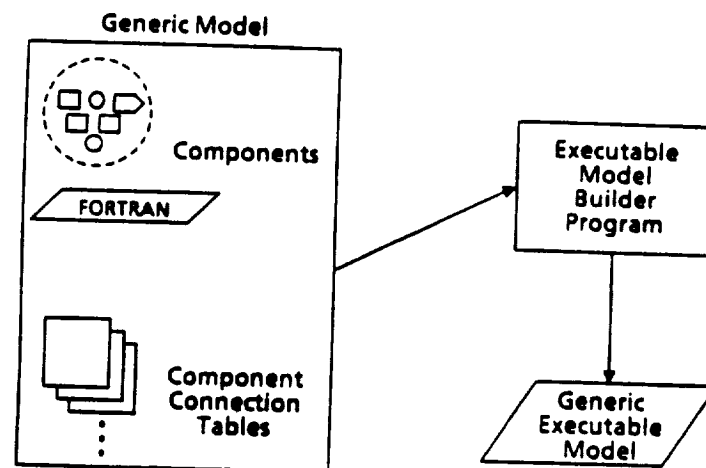 Generic Model
Components
FORTRAN
Component
Connection
Tables
Executable
Model
Builder
Program
Generic
Executable
Model